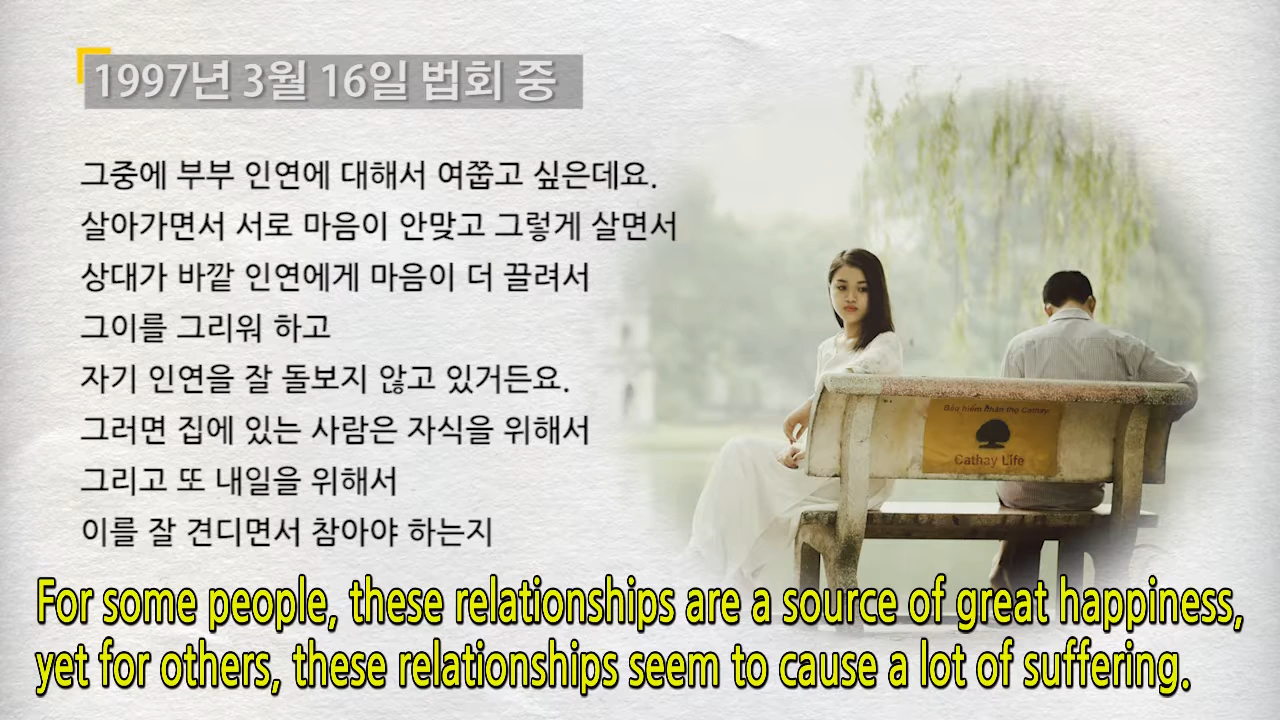 1997년 3월 16일 법회 중
그중에 부부 인연에 대해서 여쭙고 싶은데요.
살아가면서 서로 마음이 안맞고 그렇게 살면서
상대가 바깥 인연에게 마음이 더 끌려서
그이를 그리워 하고
자기 인연을 잘 돌보지 않고 있거든요.
그러면 집에 있는 사람은 자식을 위해서
그리고 또 내일을 위해서
이를 잘 견디면서 참아야 하는지
Bảo hiểm nhân thọ Cathay
Cathay Life
For some people, these relationships are a source of great happiness,
yet for others, these relationships seem to cause a lot of suffering.